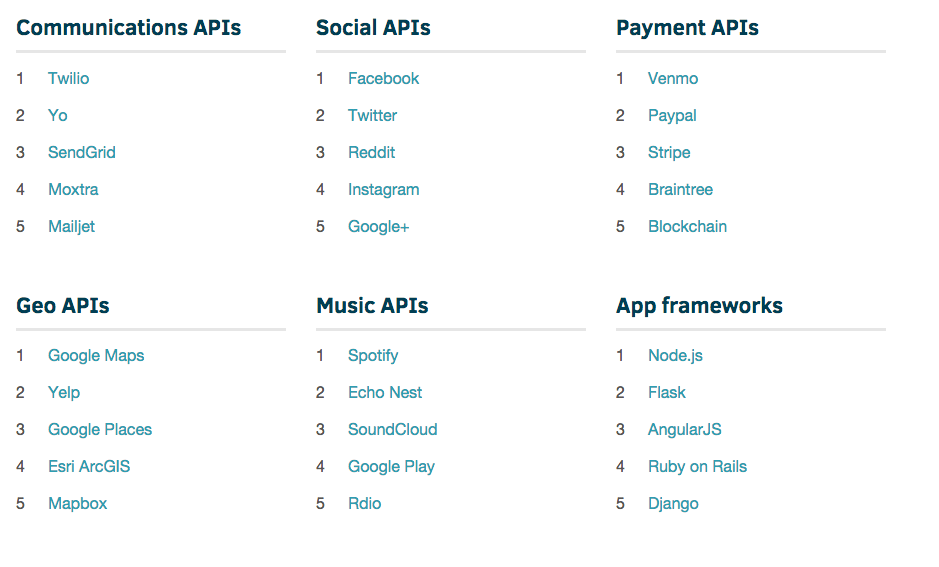 Communications APIs
1 Twilio
2 Yo
3 SendGrid
4 Moxtra
5 Mailjet
Social APIs
1 Facebook
2 Twitter
3 Reddit
4 Instagram
5 Google+
Payment APIs
1 Venmo
2 Paypal
3 Stripe
4 Braintree
5 Blockchain
Geo APIs
1 Google Maps
2 Yelp
3 Google Places
4 Esri ArcGIS
5 Mapbox
Music APIs
1 Spotify
2 Echo Nest
3 SoundCloud
4 Google Play
5 Rdio
App frameworks
1 Node.js
2 Flask
3 AngularJS
4 Ruby on Rails
5 Django